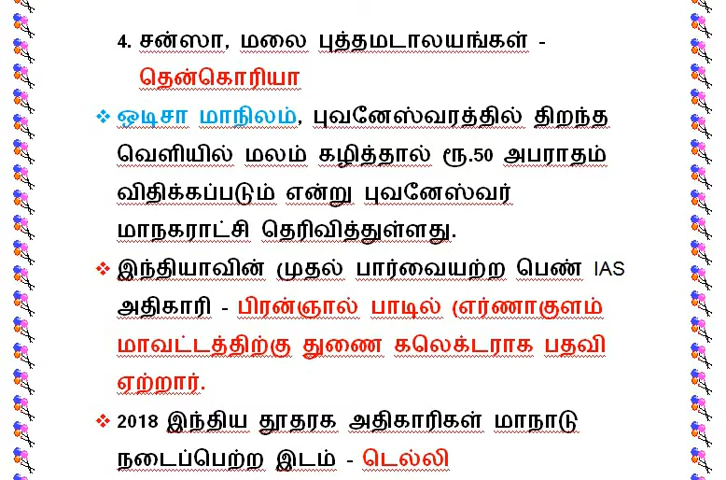 4. சன்ஸா, மலை புத்தமடாலயங்கள் -
தென்கொரியா
❖ ஒடிசா மாநிலம், புவனேஸ்வரத்தில் திறந்த
வெளியில் மலம் கழித்தால் ரூ.50 அபராதம்
விதிக்கப்படும் என்று புவனேஸ்வர்
மாநகராட்சி தெரிவித்துள்ளது.
❖ இந்தியாவின் முதல் பார்வையற்ற பெண் IAS
அதிகாரி - பிரன்ஞால் பாடில் (எர்ணாகுளம்
மாவட்டத்திற்கு துணை கலெக்டராக பதவி
ஏற்றார்.
❖ 2018 இந்திய தூதரக அதிகாரிகள் மாநாடு
நடைப்பெற்ற இடம் - டெல்லி